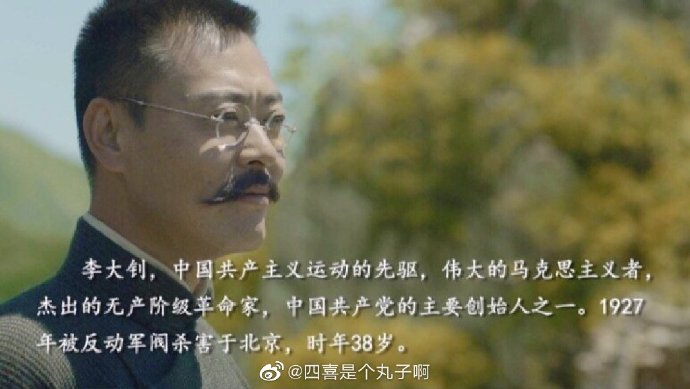 李大钊，中国共产主义运动的先驱，伟大的马克思主义者，
杰出的无产阶级革命家，中国共产党的主要创始人之一。1927
年被反动军阀杀害于北京，时年38岁。
@四喜是个丸子啊